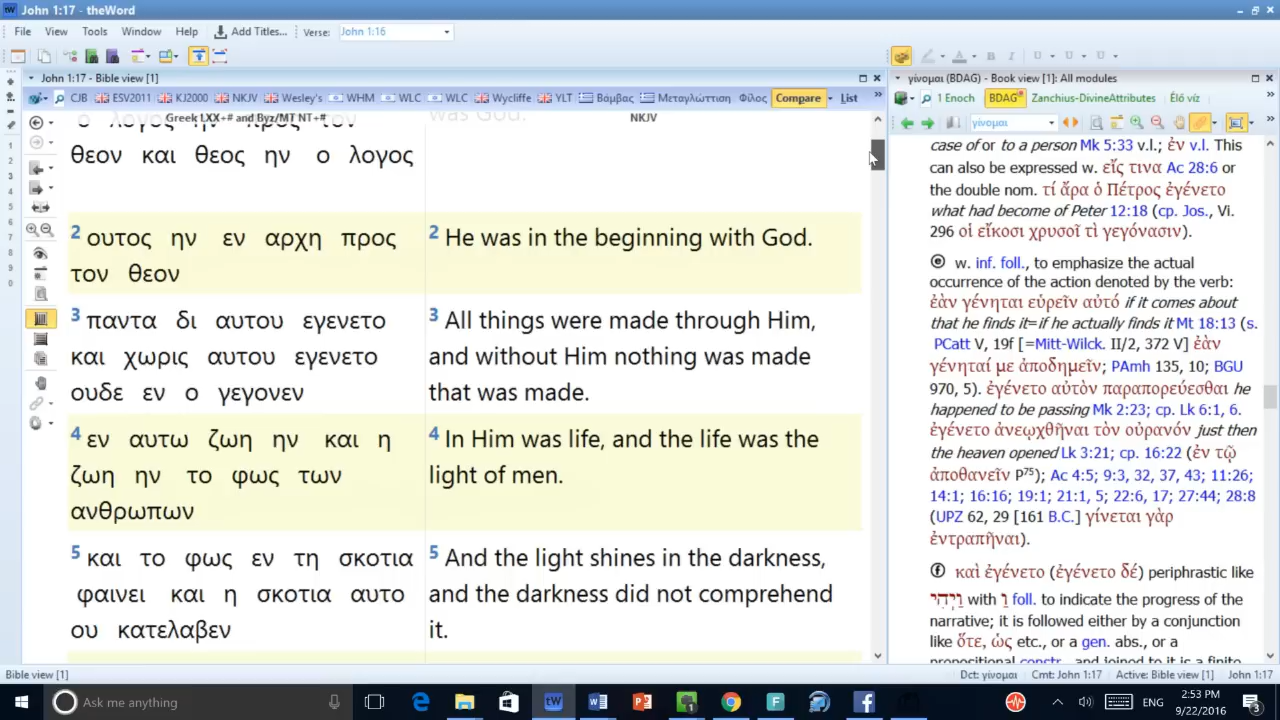 John 1:17 - theWord
File View Tools Window Help Add Titles... Verse: John 1:16
John 1:17 - Bible view [1]
CJB ESV2011 KJ2000 NKJV Wesley's WHM WLC WLC Wycliffe YLT Βάμβας Μεταγλώττιση Φίλος Compare List
Greek LXX+# and Byz/MT NT+# NKJV
ο λογος ην προς τον
θεον και θεος ην ο λογος
was God.
2 ουτος ην εν αρχη προς
τον θεον
2 He was in the beginning with God.
3 παντα δι αυτου εγενετο
και χωρις αυτου εγενετο
ουδε εν ο γεγονεν
3 All things were made through Him,
and without Him nothing was made
that was made.
4 εν αυτω ζωη ην και η
ζωη ην το φως των
ανθρωπων
4 In Him was life, and the life was the
light of men.
5 και το φως εν τη σκοτια
φαινει και η σκοτια αυτο
ου κατελαβεν
5 And the light shines in the darkness,
and the darkness did not comprehend
it.
γίνομαι (BDAG) - Book view [1]: All modules
1 Enoch BDAG Zanchius-DivineAttributes Ελό víz
γίνομαι
case of or to a person Mk 5:33 v.l.; ἐν v.l. This
can also be expressed w. εἴς τινα Ac 28:6 or
the double nom. τί ἄρα ὁ Πέτρος ἐγένετο
what had become of Peter 12:18 (cp. Jos., Vi.
296 οἱ εἴκοσι χρυσοῖ τὶ γεγόνασιν).
ⓔ w. inf. foll., to emphasize the actual
occurrence of the action denoted by the verb:
ἐὰν γένηται εὑρεῖν αὐτό if it comes about
that he finds it=if he actually finds it Mt 18:13 (s.
PCatt V, 19f [=Mitt-Wilck. II/2, 372 V] ἐὰν
γένηταί με ἀποδημεῖν; PAmh 135, 10; BGU
970, 5). ἐγένετο αὐτὸν παραπορεύεσθαι he
happened to be passing Mk 2:23; cp. Lk 6:1, 6.
ἐγένετο ἀνεῳχθῆναι τὸν οὐρανόν just then
the heaven opened Lk 3:21; cp. 16:22 (ἐν τῷ
ἀποθανεῖν P75); Ac 4:5; 9:3, 32, 37, 43; 11:26;
14:1; 16:16; 19:1; 21:1, 5; 22:6, 17; 27:44; 28:8
(UPZ 62, 29 [161 B.C.] γίνεται γὰρ
ἐντραπῆναι).
ⓕ καὶ ἐγένετο (ἐγένετο δέ) periphrastic like
וַיְהִי with וַ foll. to indicate the progress of the
narrative; it is followed either by a conjunction
like ὅτε, ὡς etc., or a gen. abs., or a
prepositional constr., and joined to it is a finite
Bible view [1] Dct: γίνομαι Cmt: John 1:17 Active: Bible view [1] John 1:17
Ask me anything
ENG
2:53 PM
9/22/2016